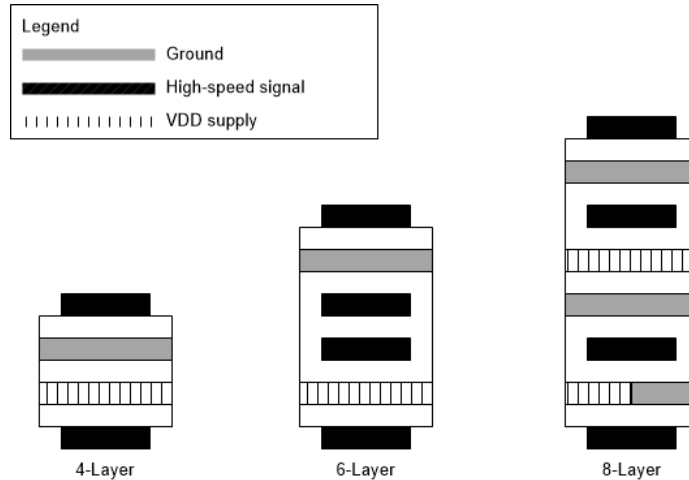 Legend
Ground
High-speed signal
VDD supply
4-Layer
6-Layer
8-Layer